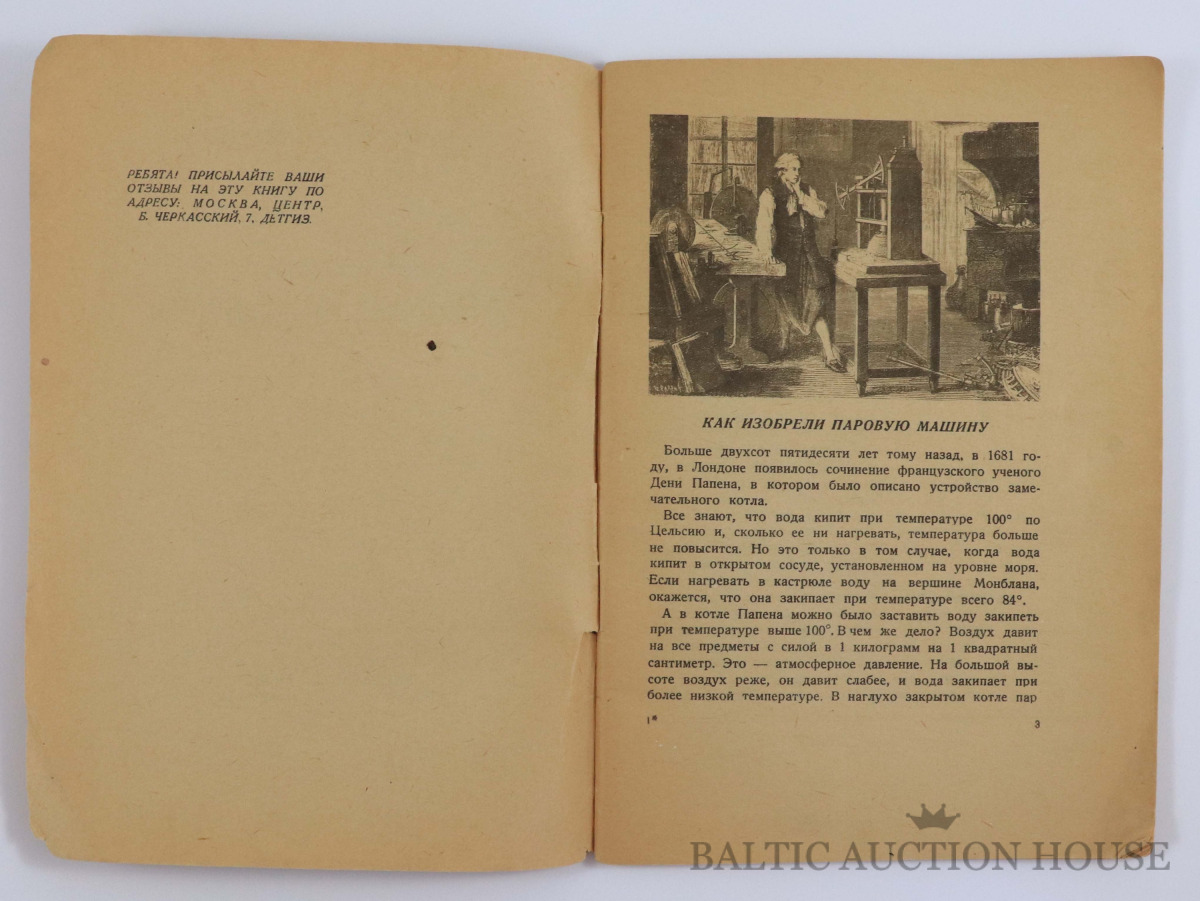 РЕБЯТА! ПРИСЫЛАЙТЕ ВАШИ
ОТЗЫВЫ НА ЭТУ КНИГУ ПО
АДРЕСУ: МОСКВА, ЦЕНТР,
Б. ЧЕРКАССКИЙ, 7, ДЕТГИЗ.
КАК ИЗОБРЕЛИ ПАРОВУЮ МАШИНУ
Больше двухсот пятидесяти лет тому назад, в 1681 го-
ду, в Лондоне появилось сочинение французского ученого
Дени Папена, в котором было описано устройство заме-
чательного котла.
Все знают, что вода кипит при температуре 100° по
Цельсию и, сколько ее ни нагревать, температура больше
не повысится. Но это только в том случае, когда вода
кипит в открытом сосуде, установленном на уровне моря.
Если нагревать в кастрюле воду на вершине Монблана,
окажется, что она закипает при температуре всего 84°.
А в котле Папена можно было заставить воду закипеть
при температуре выше 100°. В чем же дело? Воздух давит
на все предметы с силой в 1 килограмм на 1 квадратный
сантиметр. Это — атмосферное давление. На большой вы-
соте воздух реже, он давит слабее, и вода закипает при
более низкой температуре. В наглухо закрытом котле пар
1*
3
BALTIC AUCTION HOUSE